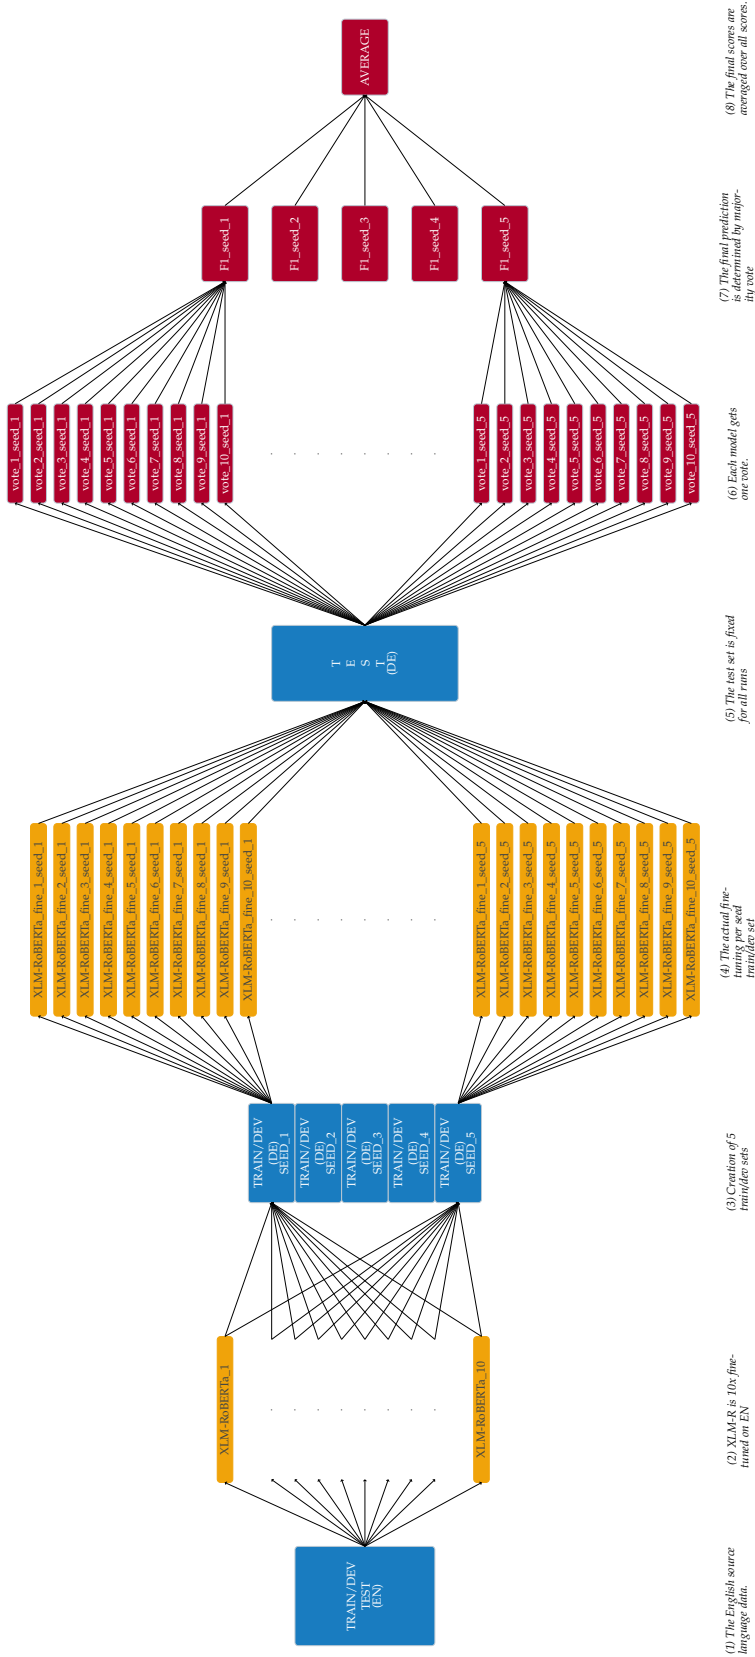 TRAIN/DEV
TEST
(EN)
XLM-RoBERTa_1
XLM-RoBERTa_10
TRAIN/DEV
(DE)
SEED_1
TRAIN/DEV
(DE)
SEED_2
TRAIN/DEV
(DE)
SEED_3
TRAIN/DEV
(DE)
SEED_4
TRAIN/DEV
(DE)
SEED_5
XLM-RoBERTa_fine_1_seed_1
XLM-RoBERTa_fine_2_seed_1
XLM-RoBERTa_fine_3_seed_1
XLM-RoBERTa_fine_4_seed_1
XLM-RoBERTa_fine_5_seed_1
XLM-RoBERTa_fine_6_seed_1
XLM-RoBERTa_fine_7_seed_1
XLM-RoBERTa_fine_8_seed_1
XLM-RoBERTa_fine_9_seed_1
XLM-RoBERTa_fine_10_seed_1
XLM-RoBERTa_fine_1_seed_5
XLM-RoBERTa_fine_2_seed_5
XLM-RoBERTa_fine_3_seed_5
XLM-RoBERTa_fine_4_seed_5
XLM-RoBERTa_fine_5_seed_5
XLM-RoBERTa_fine_6_seed_5
XLM-RoBERTa_fine_7_seed_5
XLM-RoBERTa_fine_8_seed_5
XLM-RoBERTa_fine_9_seed_5
XLM-RoBERTa_fine_10_seed_5
T
E
S
T
(DE)
vote_1_seed_1
vote_2_seed_1
vote_3_seed_1
vote_4_seed_1
vote_5_seed_1
vote_6_seed_1
vote_7_seed_1
vote_8_seed_1
vote_9_seed_1
vote_10_seed_1
vote_1_seed_5
vote_2_seed_5
vote_3_seed_5
vote_4_seed_5
vote_5_seed_5
vote_6_seed_5
vote_7_seed_5
vote_8_seed_5
vote_9_seed_5
vote_10_seed_5
F1_seed_1
F1_seed_2
F1_seed_3
F1_seed_4
F1_seed_5
AVERAGE
(1) The English source
language data.
(2) XLM-R is 10x fine-
tuned on EN
(3) Creation of 5
train/dev sets
(4) The actual fine-
tuning per seed
train/dev set
(5) The test set is fixed
for all runs
(6) Each model gets
one vote.
(7) The final prediction
is determined by major-
ity vote
(8) The final scores are
averaged over all scores.